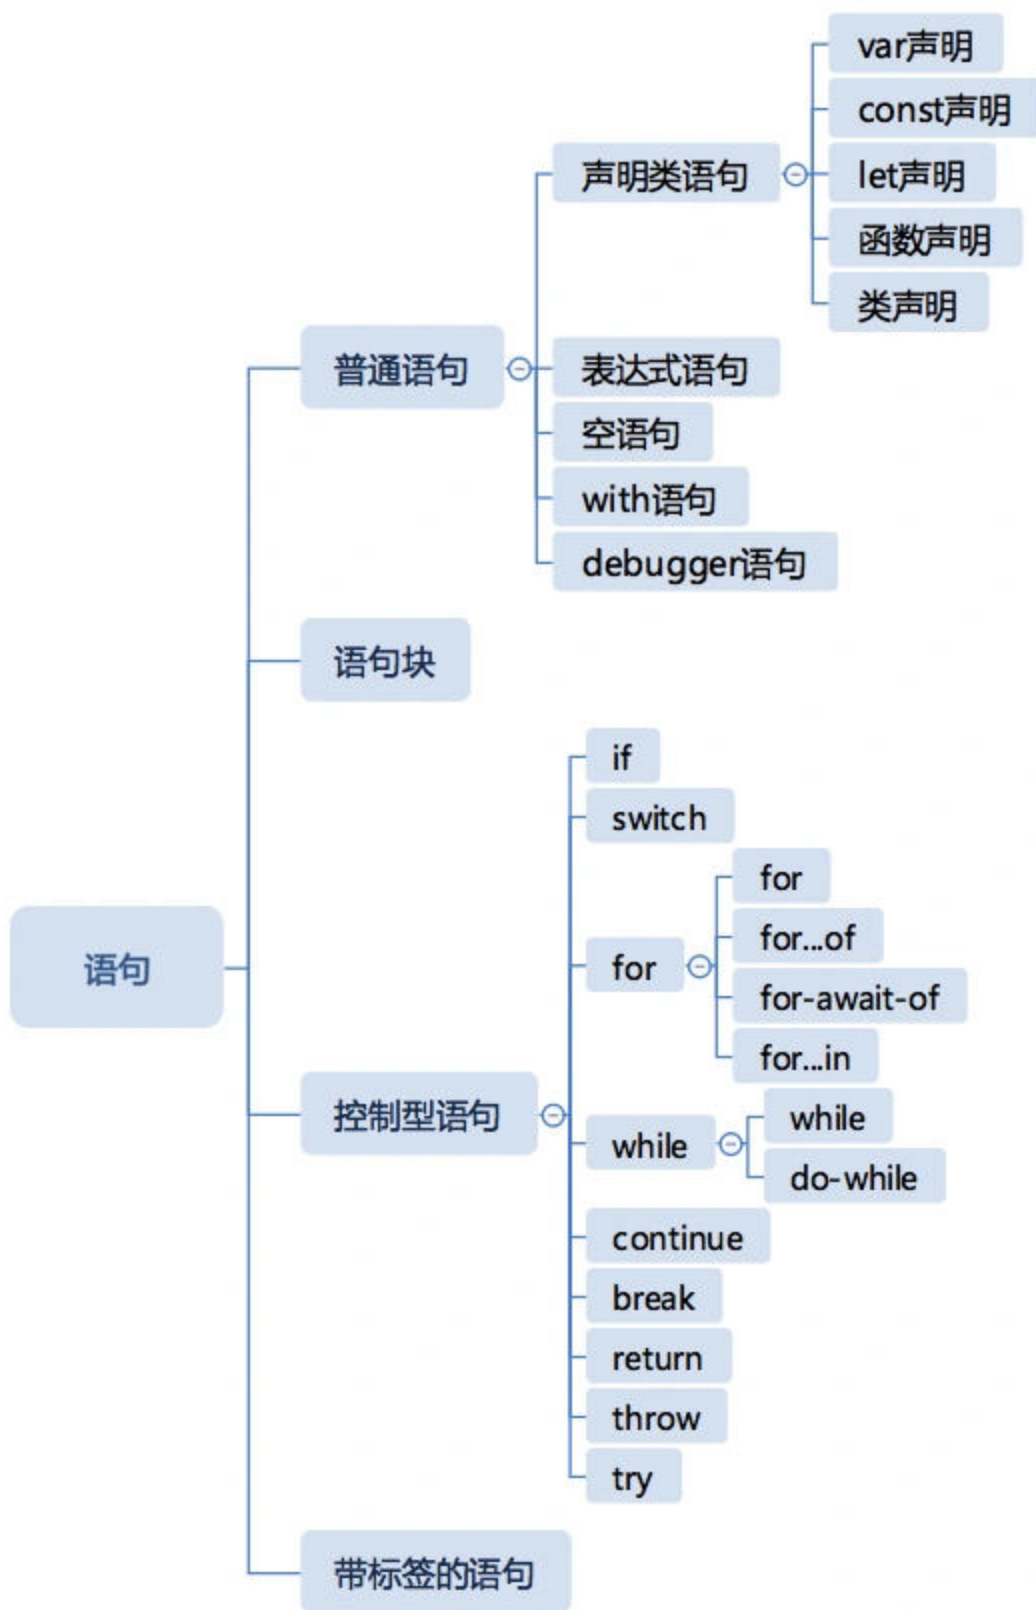 语句
普通语句
声明类语句
var声明
const声明
let声明
函数声明
类声明
表达式语句
空语句
with语句
debugger语句
语句块
控制型语句
if
switch
for
for
for...of
for-await-of
for...in
while
while
do-while
continue
break
return
throw
try
带标签的语句